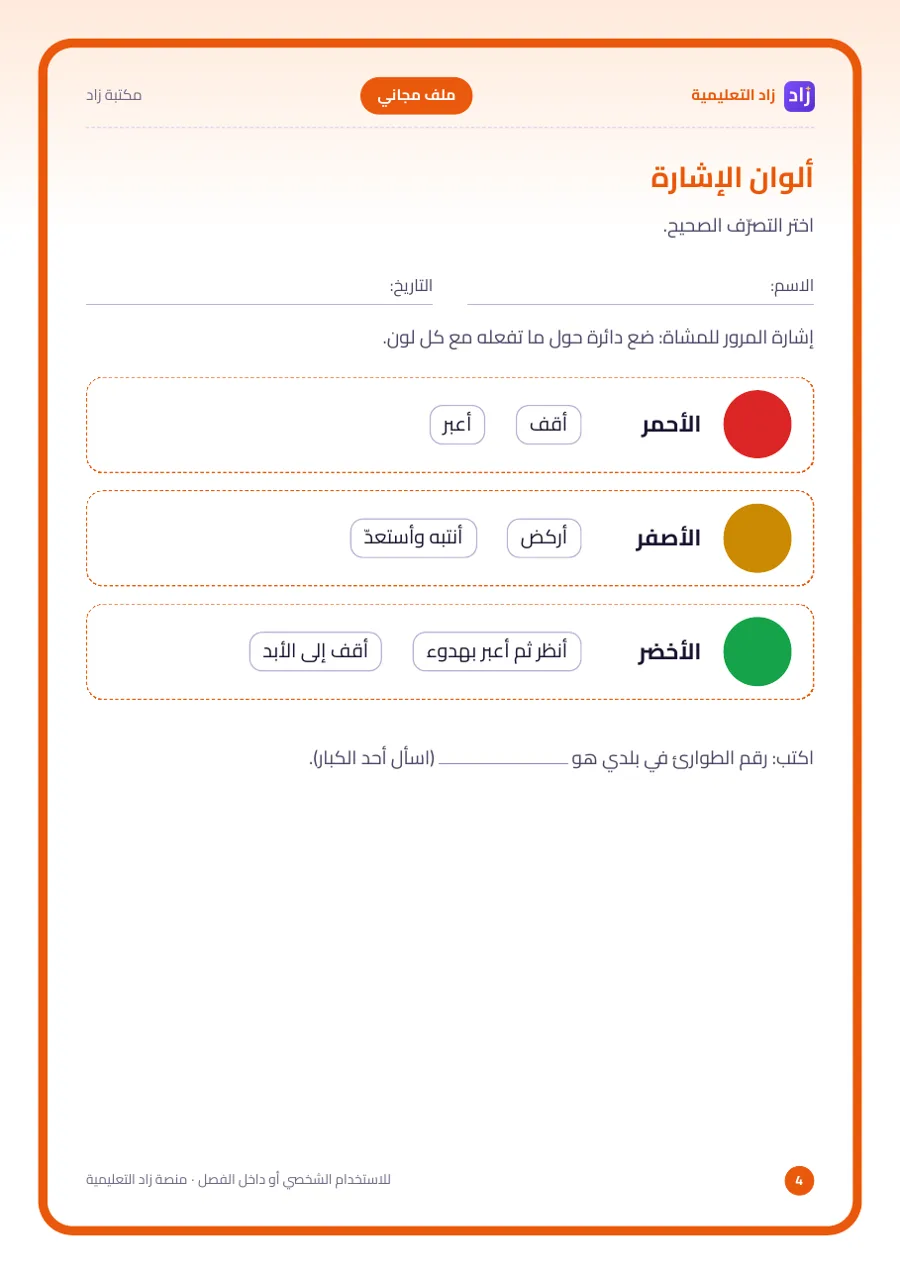 زاد
زاد التعليمية
ملف مجاني
مكتبة زاد
ألوان الإشارة
اختر التصرّف الصحيح.
الاسم:
التاريخ:
إشارة المرور للمشاة: ضع دائرة حول ما تفعله مع كل لون.
الأحمر أقف أعبر
الأصفر أركض أنتبه وأستعدّ
الأخضر أنظر ثم أعبر بهدوء أقف إلى الأبد
اكتب: رقم الطوارئ في بلدي هو ______________ (اسأل أحد الكبار).
4
للاستخدام الشخصي أو داخل الفصل · منصة زاد التعليمية